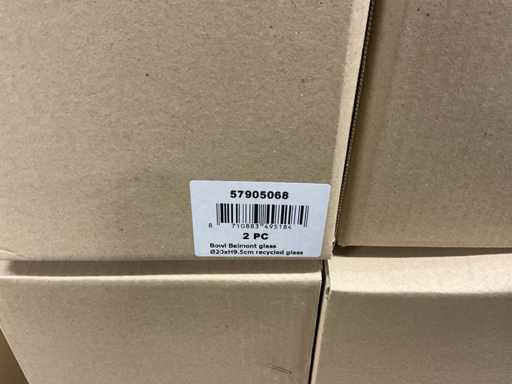 57905068
8 710883 495184
2 PC
Bowl Belmont glass
Ø23xH9.5cm recycled glass